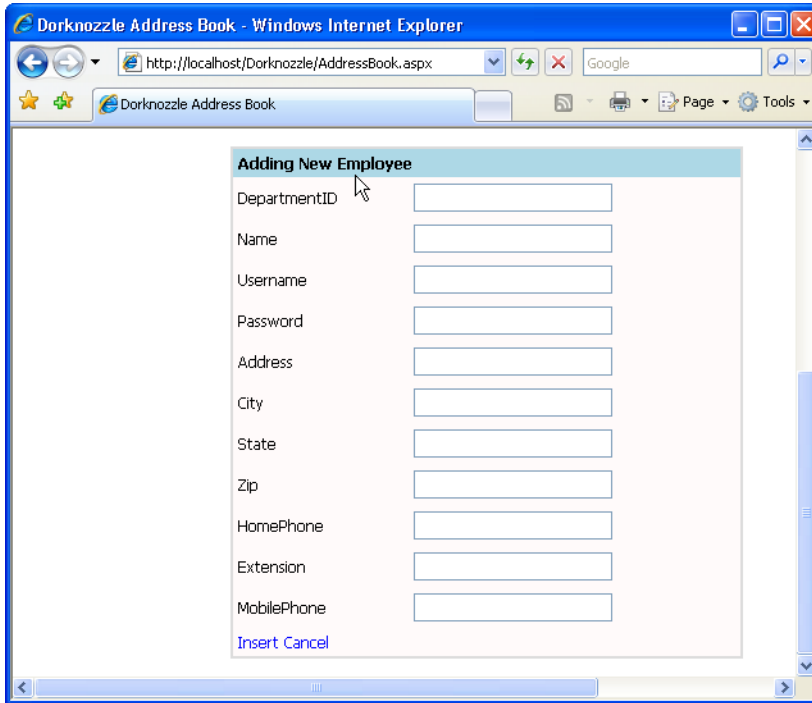 Dorknozzle Address Book - Windows Internet Explorer
http://localhost/Dorknozzle/AddressBook.aspx
Google
Dorknozzle Address Book
Page
Tools
Adding New Employee
DepartmentID
Name
Username
Password
Address
City
State
Zip
HomePhone
Extension
MobilePhone
Insert Cancel